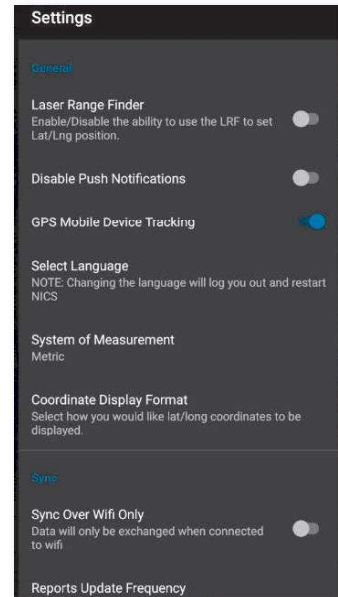 Settings
General
Laser Range Finder
Enable/Disable the ability to use the LRF to set
Lat/Lng position.
Disable Push Notifications
GPS Mobile Device Tracking
Select Language
NOTE: Changing the language will log you out and restart
NICS
System of Measurement
Metric
Coordinate Display Format
Select how you would like lat/long coordinates to be
displayed.
Sync
Sync Over Wifi Only
Data will only be exchanged when connected
to wifi
Reports Update Frequency